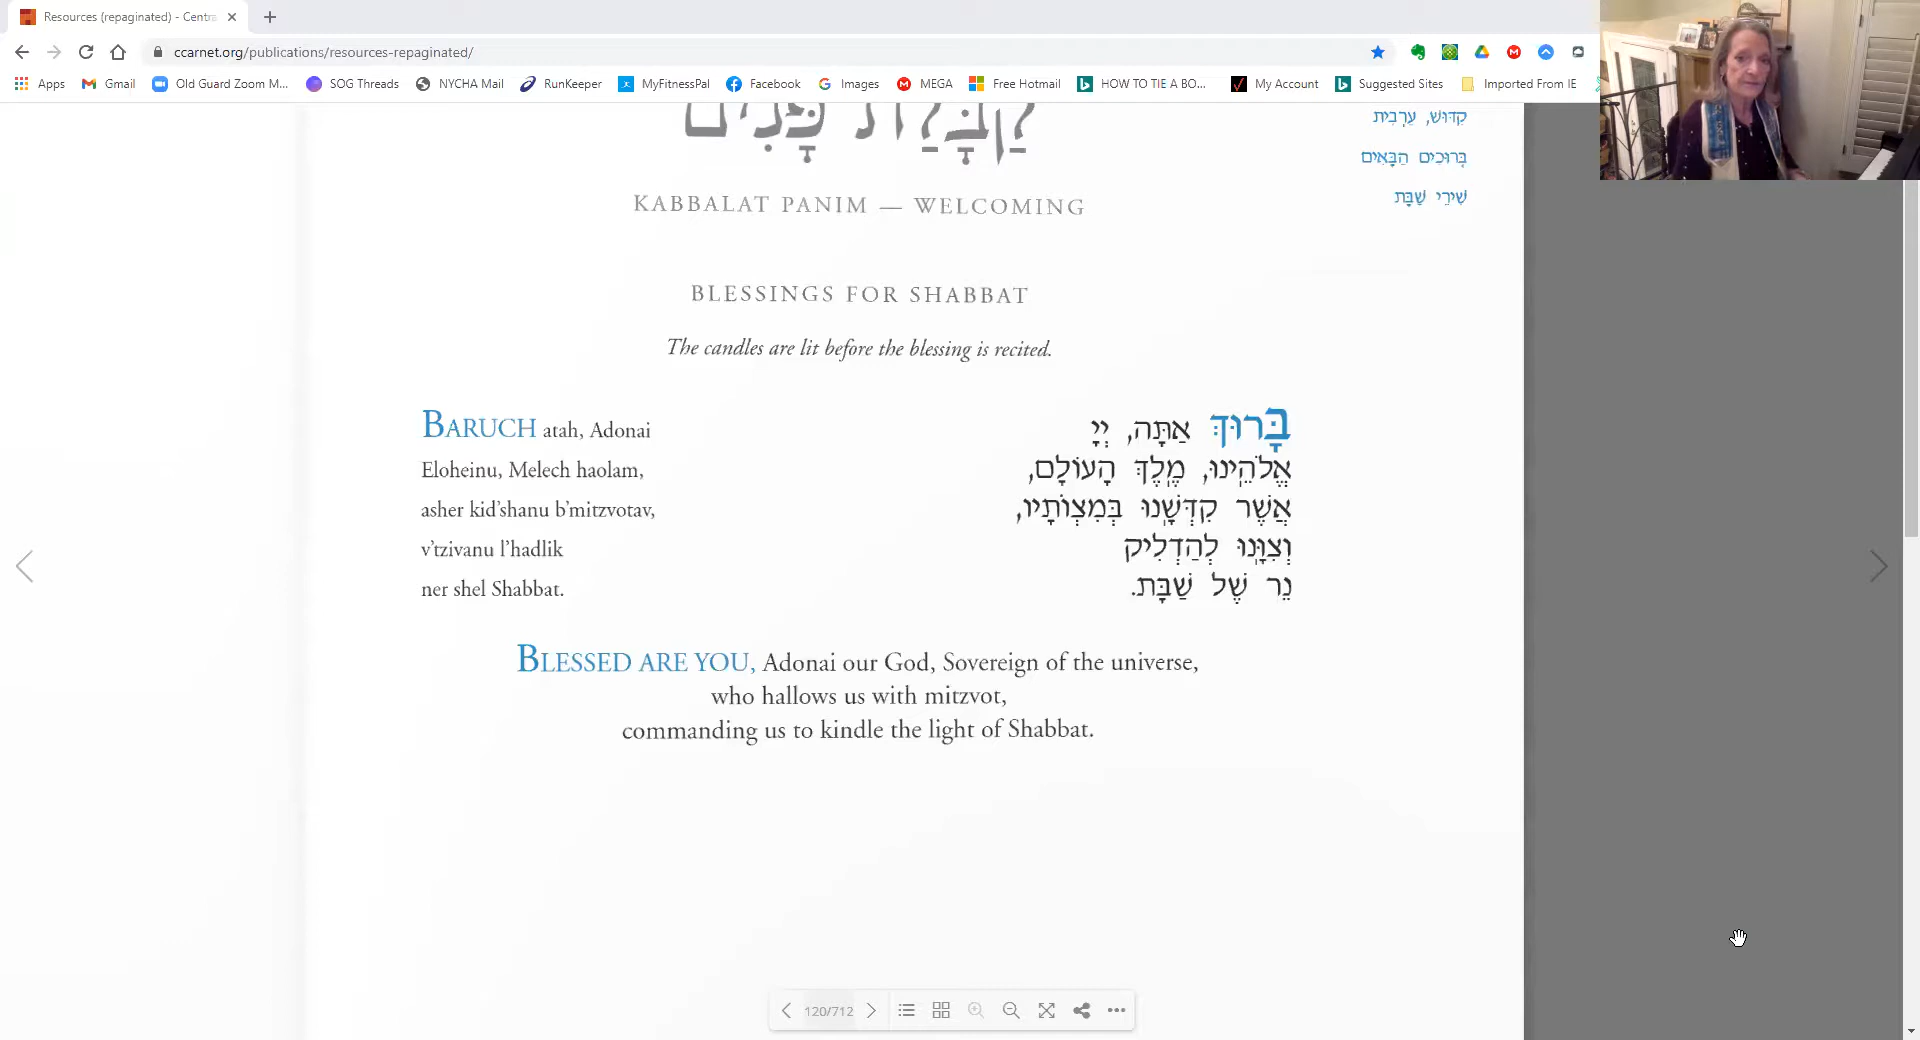 Resources (repaginated) - Centra
ccarnet.org/publications/resources-repaginated/
Apps Gmail Old Guard Zoom M... SOG Threads NYCHA Mail RunKeeper MyFitnessPal Facebook Images MEGA Free Hotmail HOW TO TIE A BO... My Account Suggested Sites Imported From IE
קַבָּלַת פָּנִים
קִדּוּשׁ, עַרְבִית
בְּרוּכִים הַבָּאִים
שִׁירֵי שַׁבָּת
KABBALAT PANIM — WELCOMING
BLESSINGS FOR SHABBAT
The candles are lit before the blessing is recited.
בָּרוּךְ אַתָּה, יְיָ
אֱלֹהֵֽינוּ, מֶֽלֶךְ הָעוֹלָם,
אֲשֶׁר קִדְּשָֽׁנוּ בְּמִצְוֹתָיו,
וְצִוָּֽנוּ לְהַדְלִיק
נֵר שֶׁל שַׁבָּת.
BARUCH atah, Adonai
Eloheinu, Melech haolam,
asher kid'shanu b'mitzvotav,
v'tzivanu l'hadlik
ner shel Shabbat.
BLESSED ARE YOU, Adonai our God, Sovereign of the universe,
who hallows us with mitzvot,
commanding us to kindle the light of Shabbat.
120/712